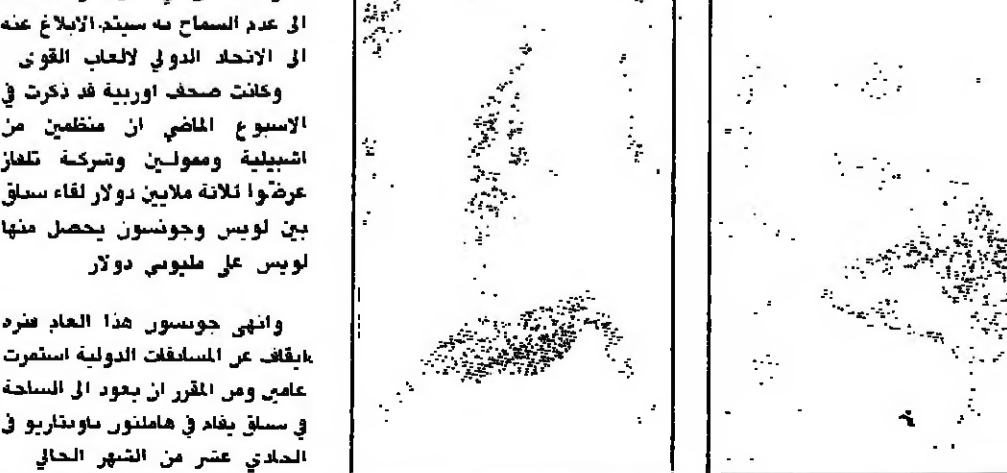 الى عدم السماح به سيتم الابلاغ عنه
الى الاتحاد الدولي لالعاب القوى
وكانت صحف اوربية قد ذكرت في
الاسبوع الماضي ان منظمين من
اشبيلية وممولين وشركة تلفاز
عرضوا ثلاثة ملايين دولار لقاء سباق
بين لويس وجونسون يحصل منها
لويس على مليوني دولار
وانهى جونسون هذا العام فترة
ايقاف عن المسابقات الدولية استمرت
عامين ومن المقرر ان يعود الى الساحة
في سباق يقام في هاملتون باونتاريو في
الحادي عشر من الشهر الحالي